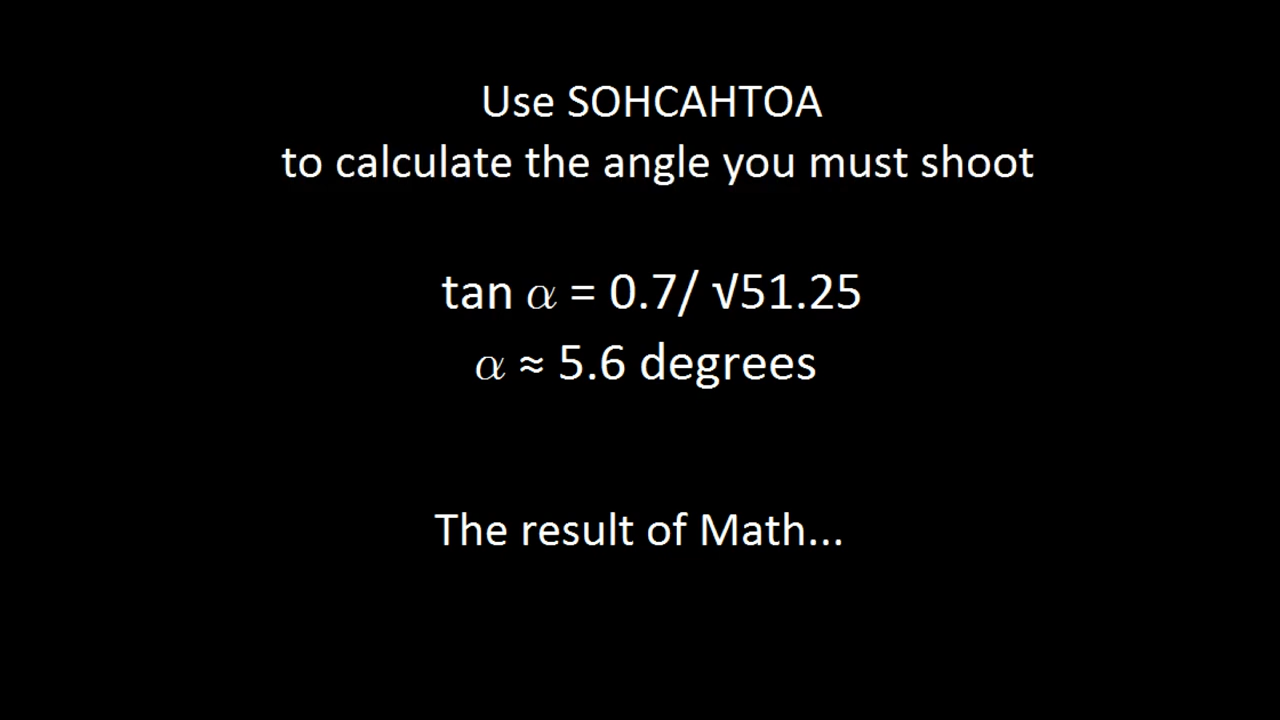 Use SOHCAHTOA
to calculate the angle you must shoot
tan α = 0.7/ √51.25
α ≈ 5.6 degrees
The result of Math...